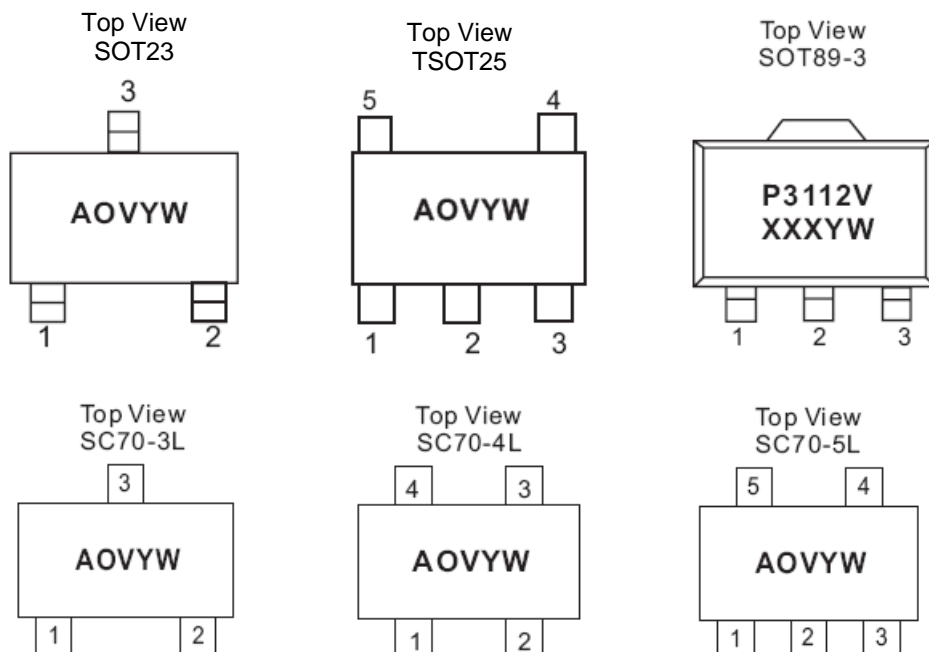 Top View
SOT23
3
AOVYW
1 2
Top View
TSOT25
5 4
AOVYW
1 2 3
Top View
SOT89-3
P3112V
XXXYW
1 2 3
Top View
SC70-3L
3
AOVYW
1 2
Top View
SC70-4L
4 3
AOVYW
1 2
Top View
SC70-5L
5 4
AOVYW
1 2 3